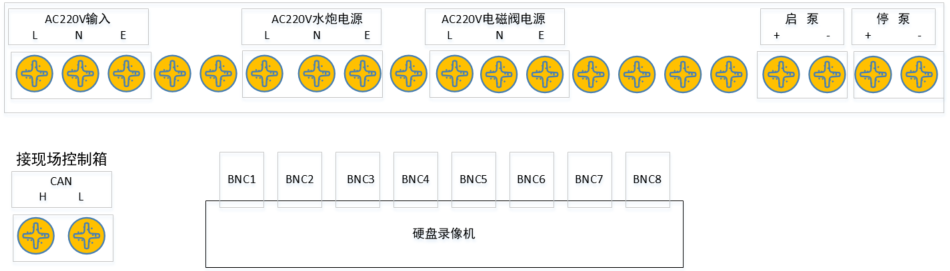 AC220V输入 AC220V水炮电源 AC220V电磁阀电源 启 泵 停 泵
L N E L N E L N E + - + -
接现场控制箱
CAN
H L
BNC1 BNC2 BNC3 BNC4 BNC5 BNC6 BNC7 BNC8
硬盘录像机